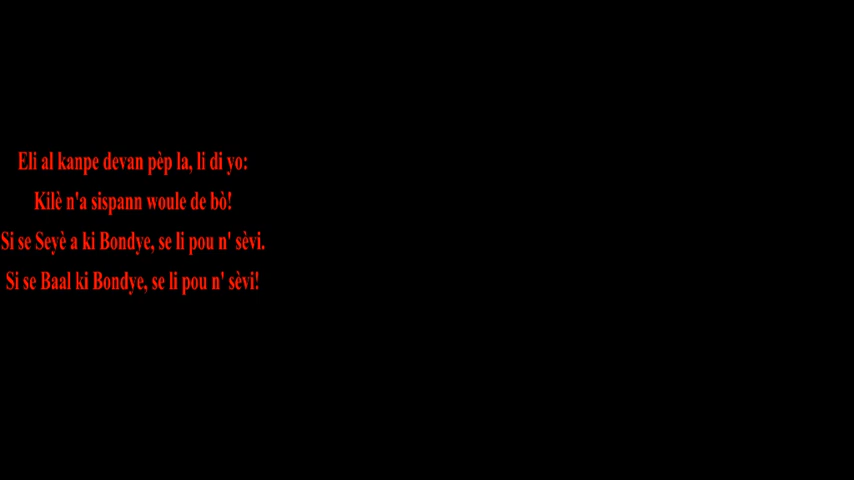 Eli al kanpe devan pèp la, li di yo:
Kilè n'a sispann woule de bò!
Si se Seyè a ki Bondye, se li pou n' sèvi.
Si se Baal ki Bondye, se li pou n' sèvi!